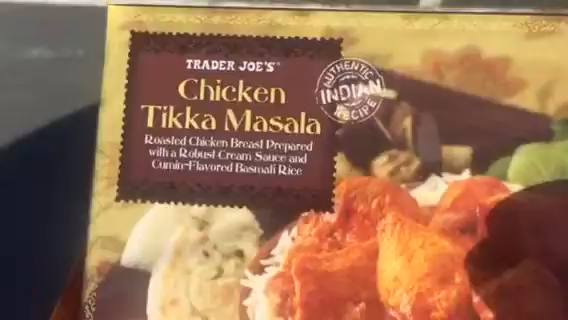 TRADER JOE'S™
Chicken
Tikka Masala
Roasted Chicken Breast Prepared
with a Robust Cream Sauce and
Cumin-Flavored Basmati Rice
AUTHENTIC
INDIAN
RECIPE